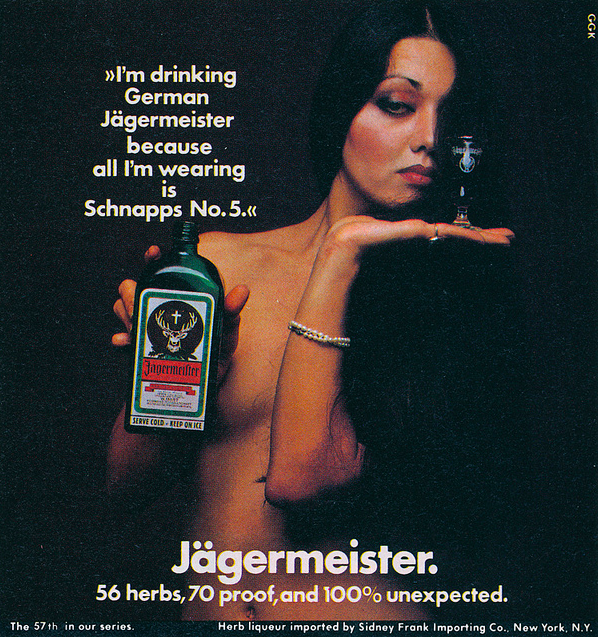 GGK
»I'm drinking
German
Jägermeister
because
all I'm wearing
is
Schnapps No. 5.«
Jägermeister
SERVE COLD - KEEP ON ICE
Jägermeister.
56 herbs, 70 proof, and 100% unexpected.
The 57th in our series.
Herb liqueur imported by Sidney Frank Importing Co., New York, N.Y.